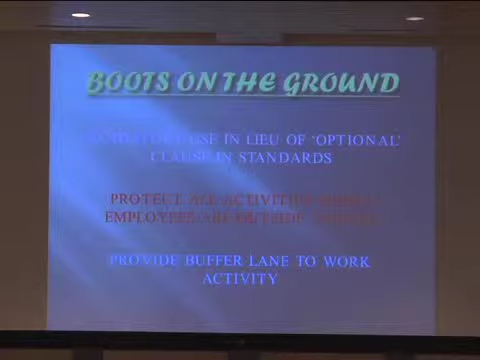 BOOTS ON THE GROUND
USE IN LIEU OF 'OPTIONAL'
CLAUSE IN STANDARDS
PROTECT ALL ACTIVITIES
EMPLOYEES ARE OUTSIDE
PROVIDE BUFFER LANE TO WORK
ACTIVITY